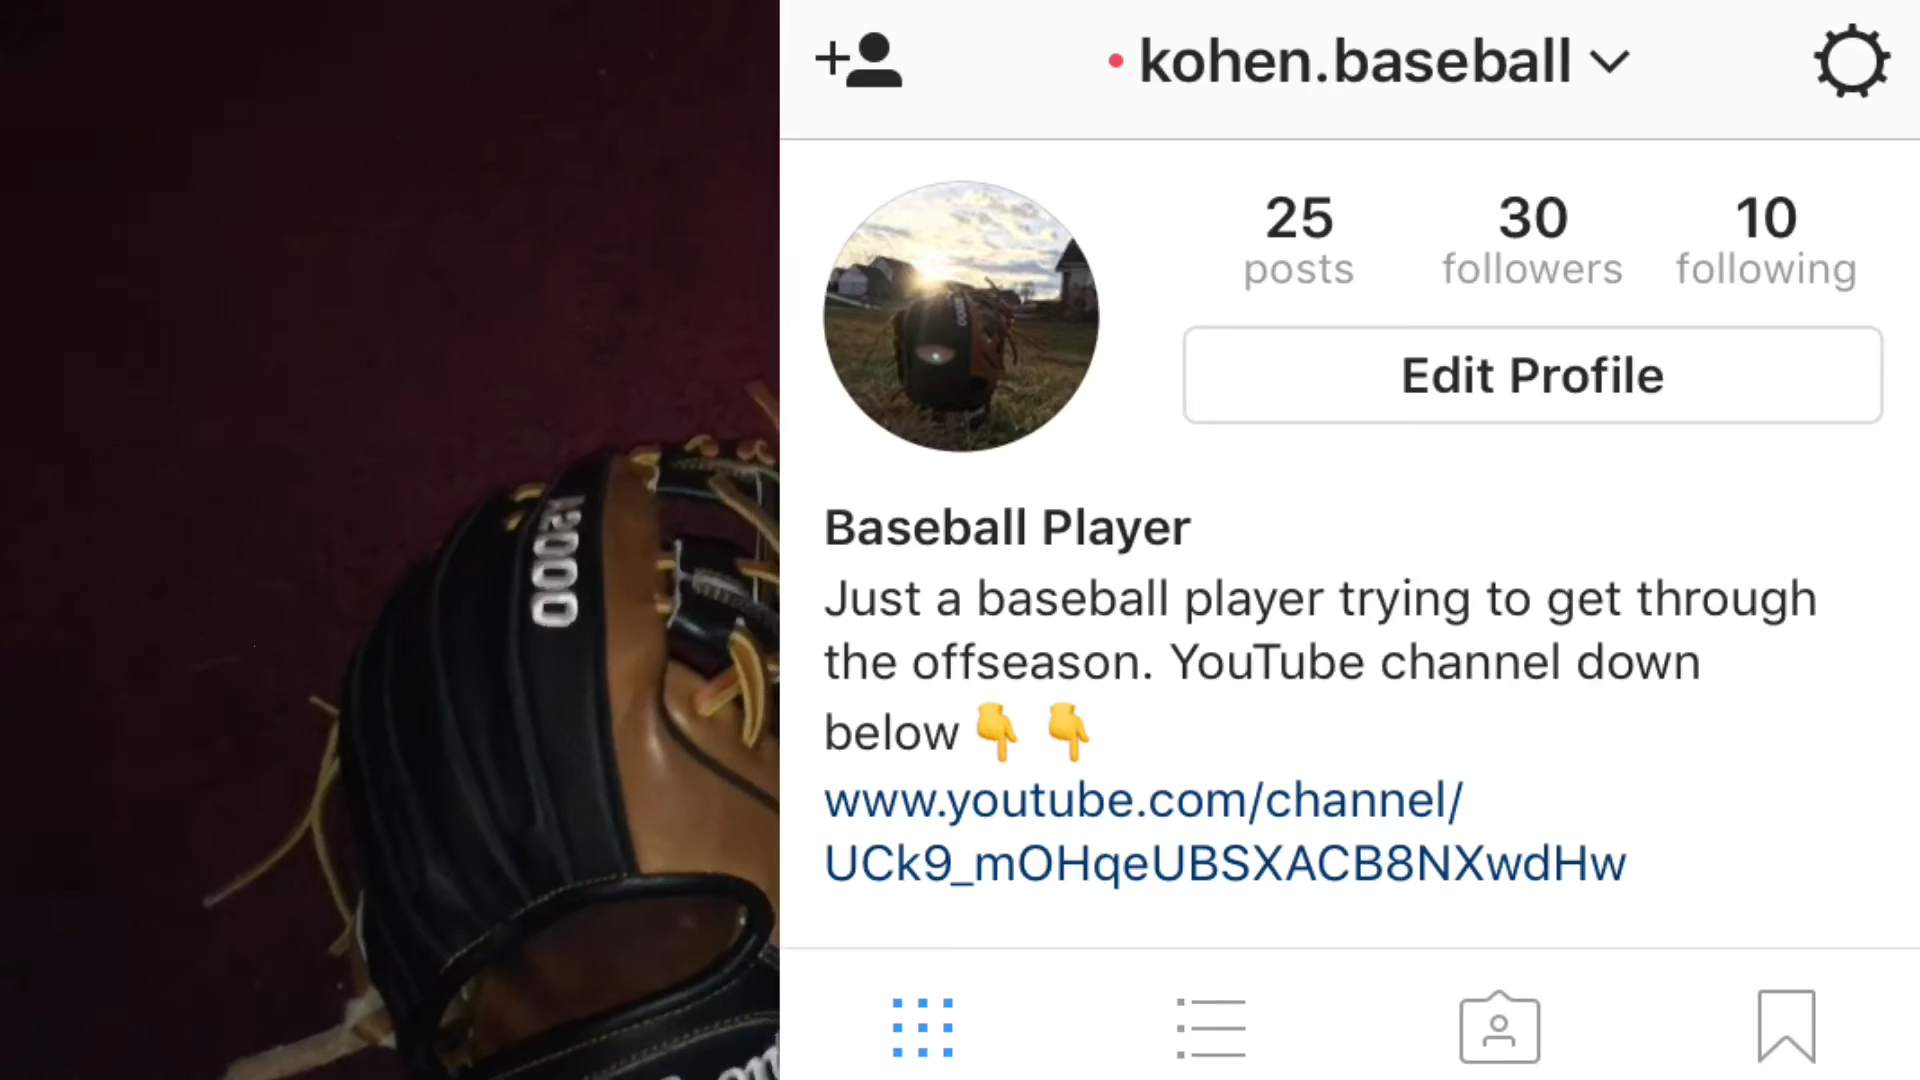 kohen.baseball
25
30
10
posts
followers
following
Edit Profile
Baseball Player
Just a baseball player trying to get through
the offseason. YouTube channel down
below👇 👇
www.youtube.com/channel/
UCk9_mOHqeUBSXACB8NXwdHw